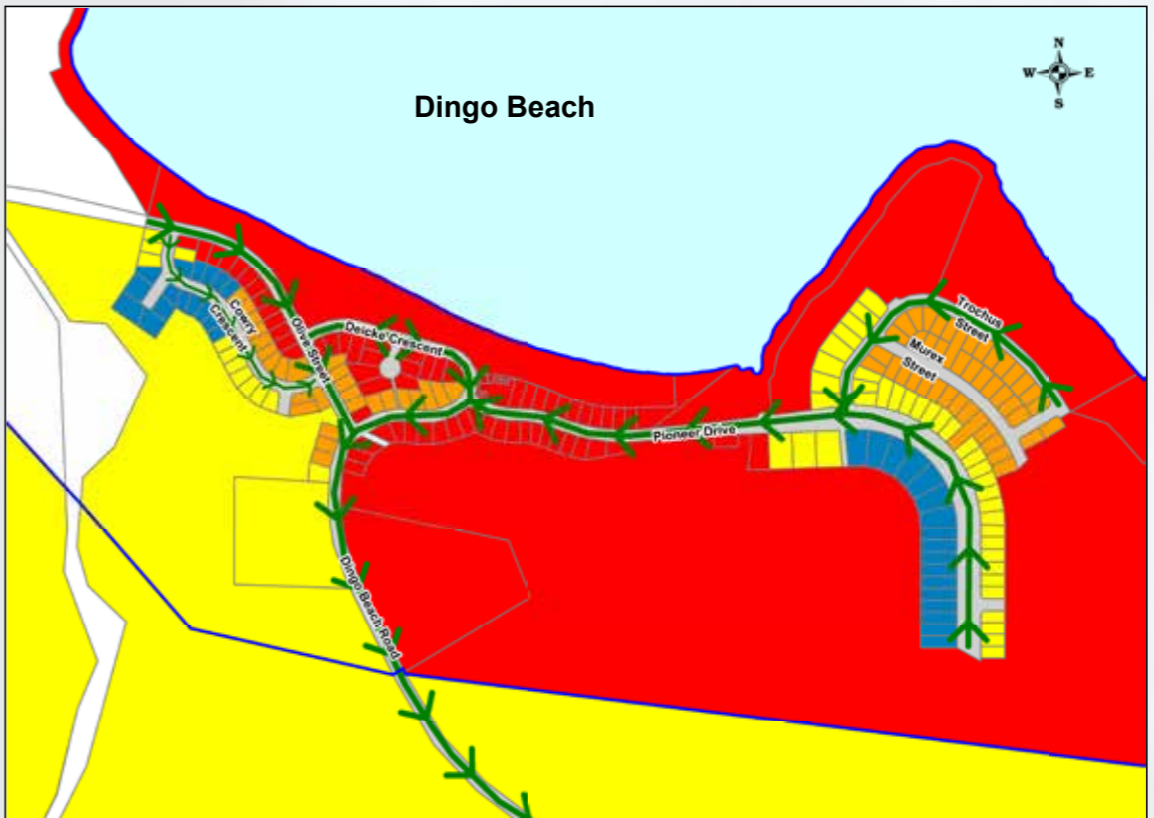 N
W E
S
Dingo Beach
Cowry
Crescent
Olive Street
Deicke Crescent
Trochus
Street
Murex
Street
Pioneer Drive
Dingo Beach Road